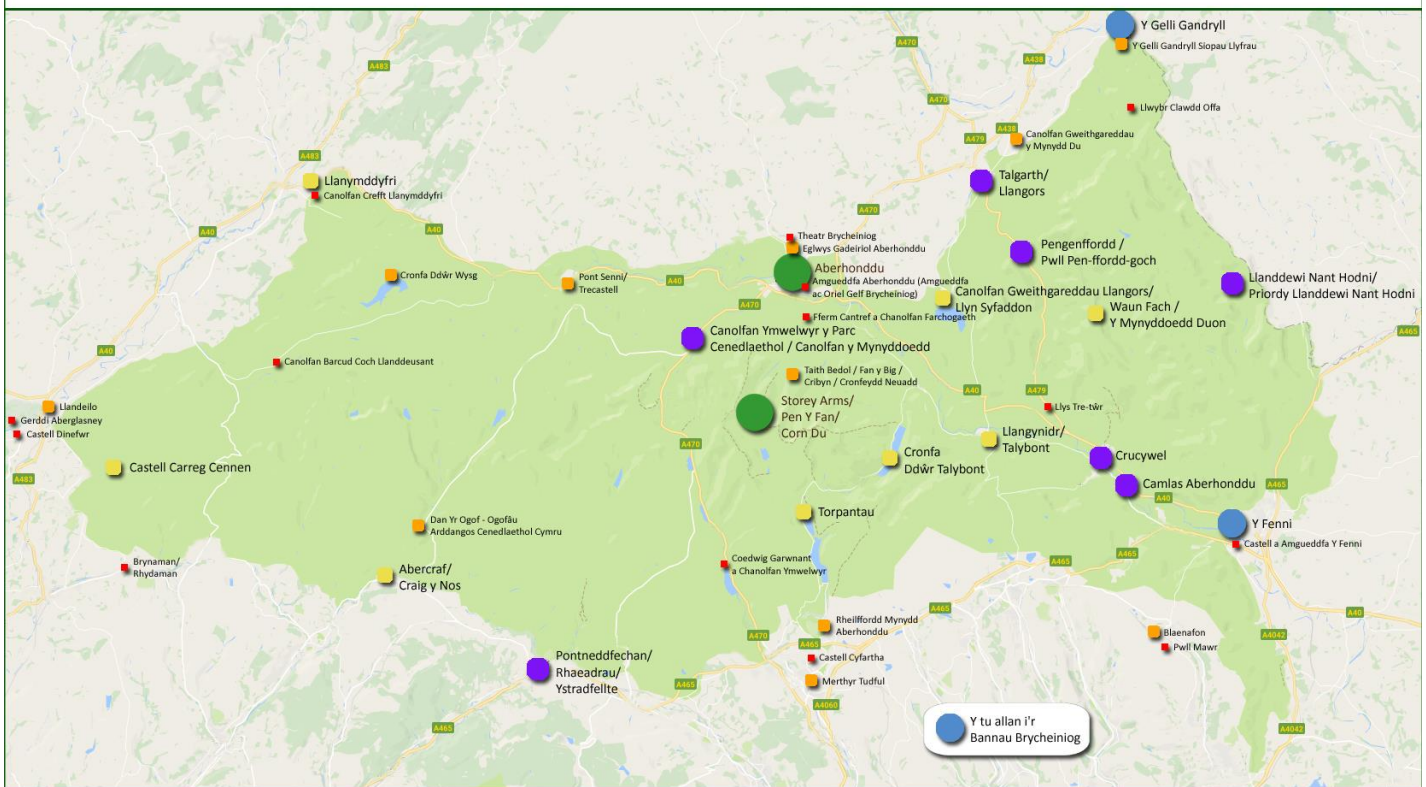 Y Gelli Gandryll
A470
Y Gelli Gandryll Siopau Llyfrau
A438
A483
A470
Llwybr Clawdd Offa
A438
A479
Canolfan Gweithgareddau
y Mynydd Du
A483
Llanymddyfri
Canolfan Crefft Llanymddyfri
Talgarth/
Llangors
A470
A40
A40
Theatr Brycheiniog
Eglwys Gadeiriol Aberhonddu
Pengenffordd /
Pwll Pen-ffordd-goch
Cronfa Ddŵr Wysg
Pont Senni/
Trecastell
A40
Aberhonddu
Amgueddfa Aberhonddu (Amgueddfa
ac Oriel Gelf Brycheiniog)
Llanddewi Nant Hodni/
Priordy Llanddewi Nant Hodni
A470
Canolfan Gweithgareddau Llangors/
Llyn Syfaddon
Waun Fach /
Y Mynyddoedd Duon
Fferm Cantref a Chanolfan Farchogaeth
A465
Canolfan Ymwelwyr y Parc
Cenedlaethol / Canolfan y Mynyddoedd
A40
Canolfan Barcud Coch Llanddeusant
Taith Bedol / Fan y Big /
Cribyn / Cronfeydd Neuadd
A40
A479
Llandeilo
Gerddi Aberglasney
Castell Dinefwr
Storey Arms/
Pen Y Fan/
Corn Du
Llys Tre-tŵr
A470
Llangynidr/
Talybont
Castell Carreg Cennen
A483
Cronfa
Ddŵr Talybont
Crucywel
Camlas Aberhonddu
A465
A40
Torpantau
Dan Yr Ogof - Ogofâu
Arddangos Cenedlaethol Cymru
Y Fenni
Castell a Amgueddfa Y Fenni
A465
A465
Brynaman/
Rhydaman
Abercraf/
Craig y Nos
Coedwig Garwnant
a Chanolfan Ymwelwyr
A465
A40
Rheilffordd Mynydd
Aberhonddu
A470
A465
Blaenafon
Pwll Mawr
A4042
Pontneddfechan/
Rhaeadrau/
Ystradfellte
Castell Cyfartha
A465
Merthyr Tudful
A4060
A465
Y tu allan i'r
Bannau Brycheiniog
A4042